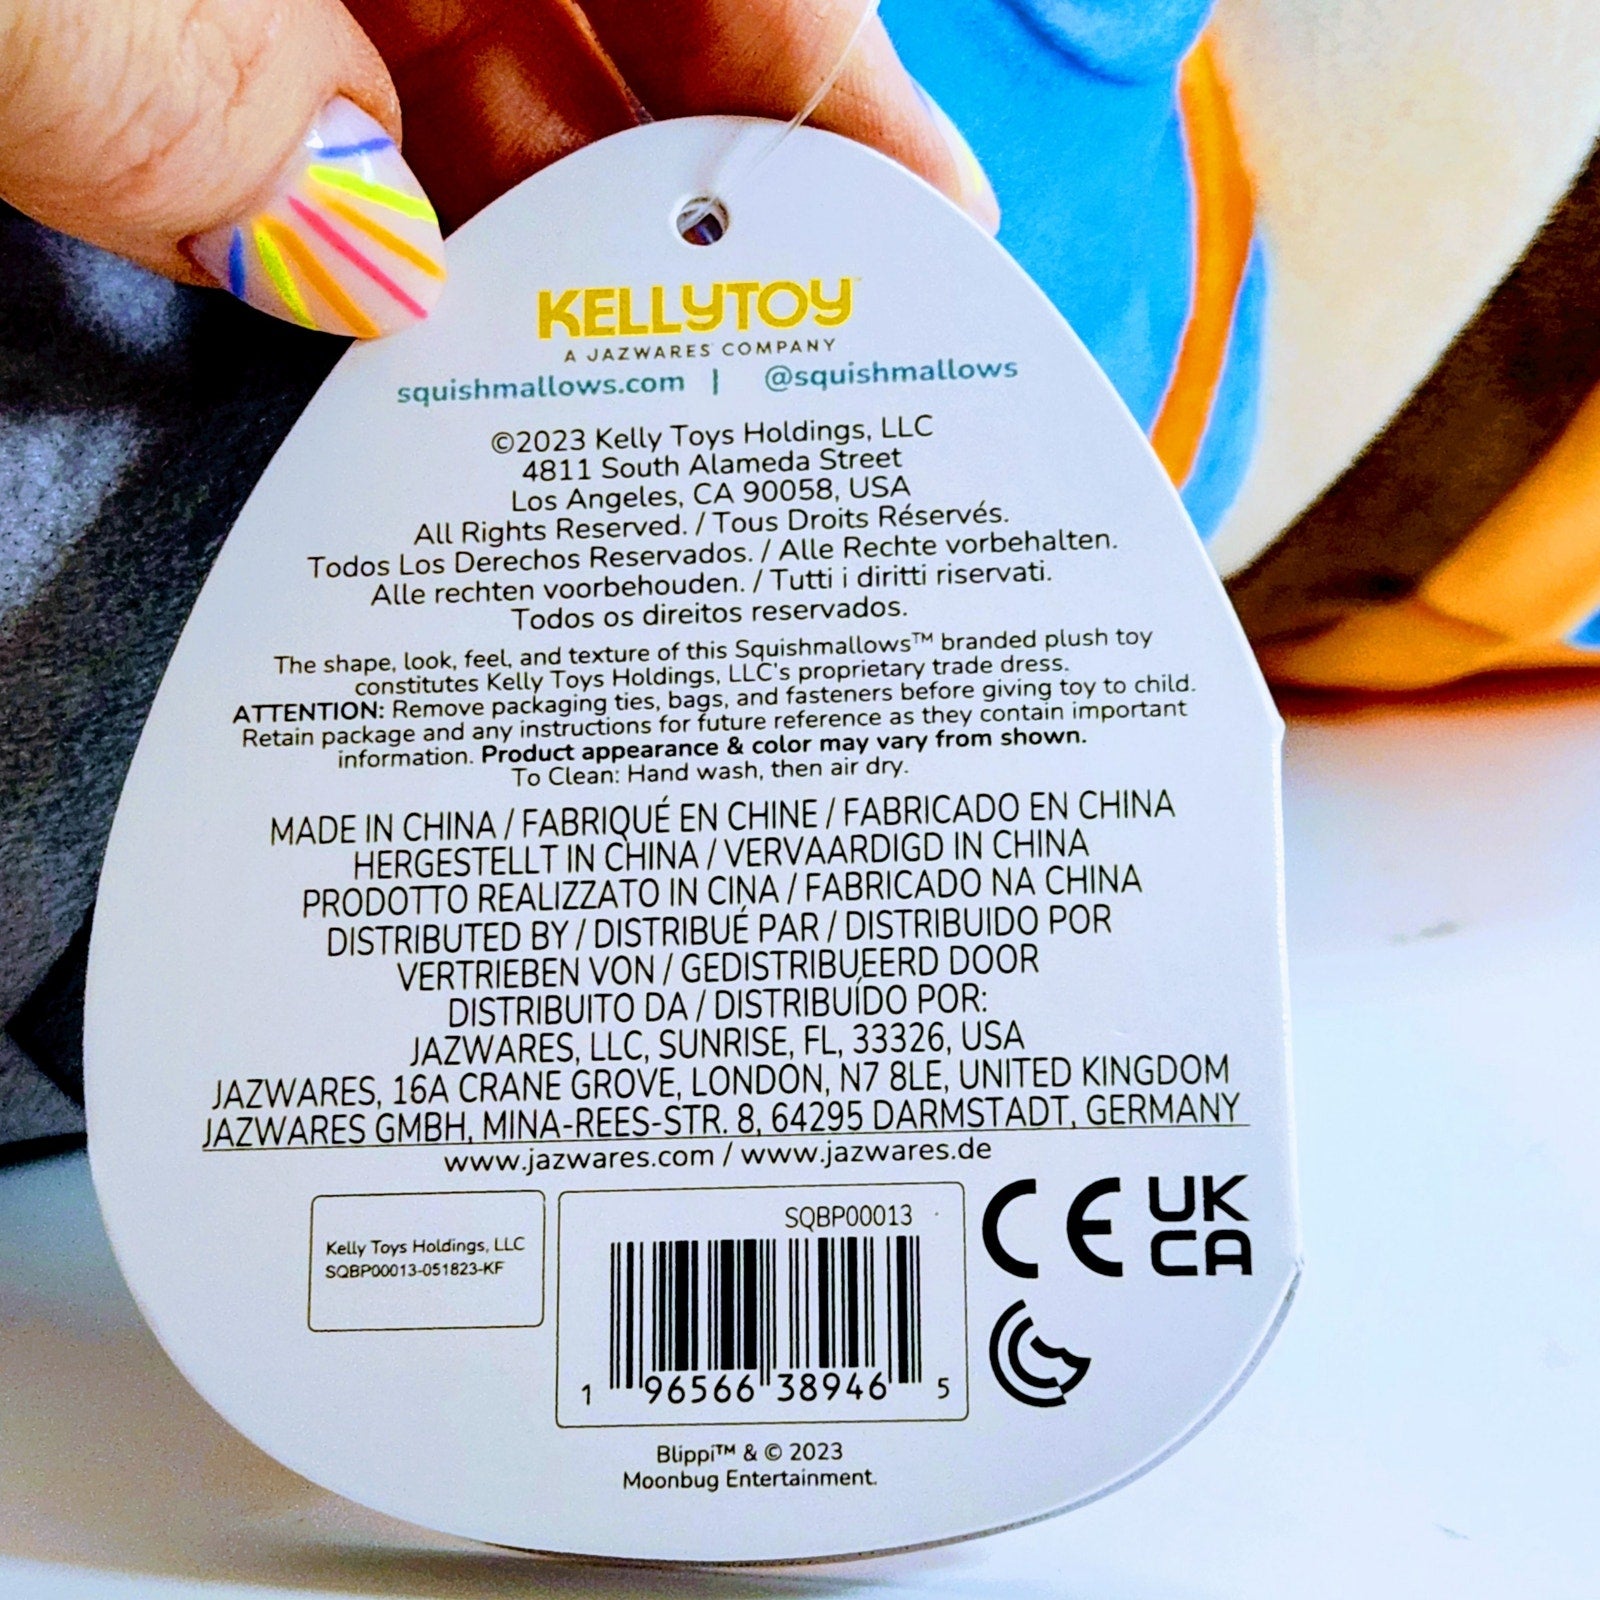 KELLYTOY
A JAZWARES COMPANY
squishmallows.com | @squishmallows
©2023 Kelly Toys Holdings, LLC
4811 South Alameda Street
Los Angeles, CA 90058, USA
All Rights Reserved. / Tous Droits Réservés.
Todos Los Derechos Reservados. / Alle Rechte vorbehalten.
Alle rechten voorbehouden. / Tutti i diritti riservati.
Todos os direitos reservados.
The shape, look, feel, and texture of this Squishmallows™ branded plush toy
constitutes Kelly Toys Holdings, LLC's proprietary trade dress.
ATTENTION: Remove packaging ties, bags, and fasteners before giving toy to child.
Retain package and any instructions for future reference as they contain important
information. Product appearance & color may vary from shown.
To Clean: Hand wash, then air dry.
MADE IN CHINA / FABRIQUÉ EN CHINE / FABRICADO EN CHINA
HERGESTELLT IN CHINA / VERVAARDIGD IN CHINA
PRODOTTO REALIZZATO IN CINA / FABRICADO NA CHINA
DISTRIBUTED BY / DISTRIBUÉ PAR / DISTRIBUIDO POR
VERTRIEBEN VON / GEDISTRIBUEERD DOOR
DISTRIBUITO DA / DISTRIBUÍDO POR:
JAZWARES, LLC, SUNRISE, FL, 33326, USA
JAZWARES, 16A CRANE GROVE, LONDON, N7 8LE, UNITED KINGDOM
JAZWARES GMBH, MINA-REES-STR. 8, 64295 DARMSTADT, GERMANY
www.jazwares.com / www.jazwares.de
Kelly Toys Holdings, LLC
SQBP00013-051823-KF
SQBP00013
1 96566 38946 5
CE
UK
CA
Blippi™ & © 2023
Moonbug Entertainment.